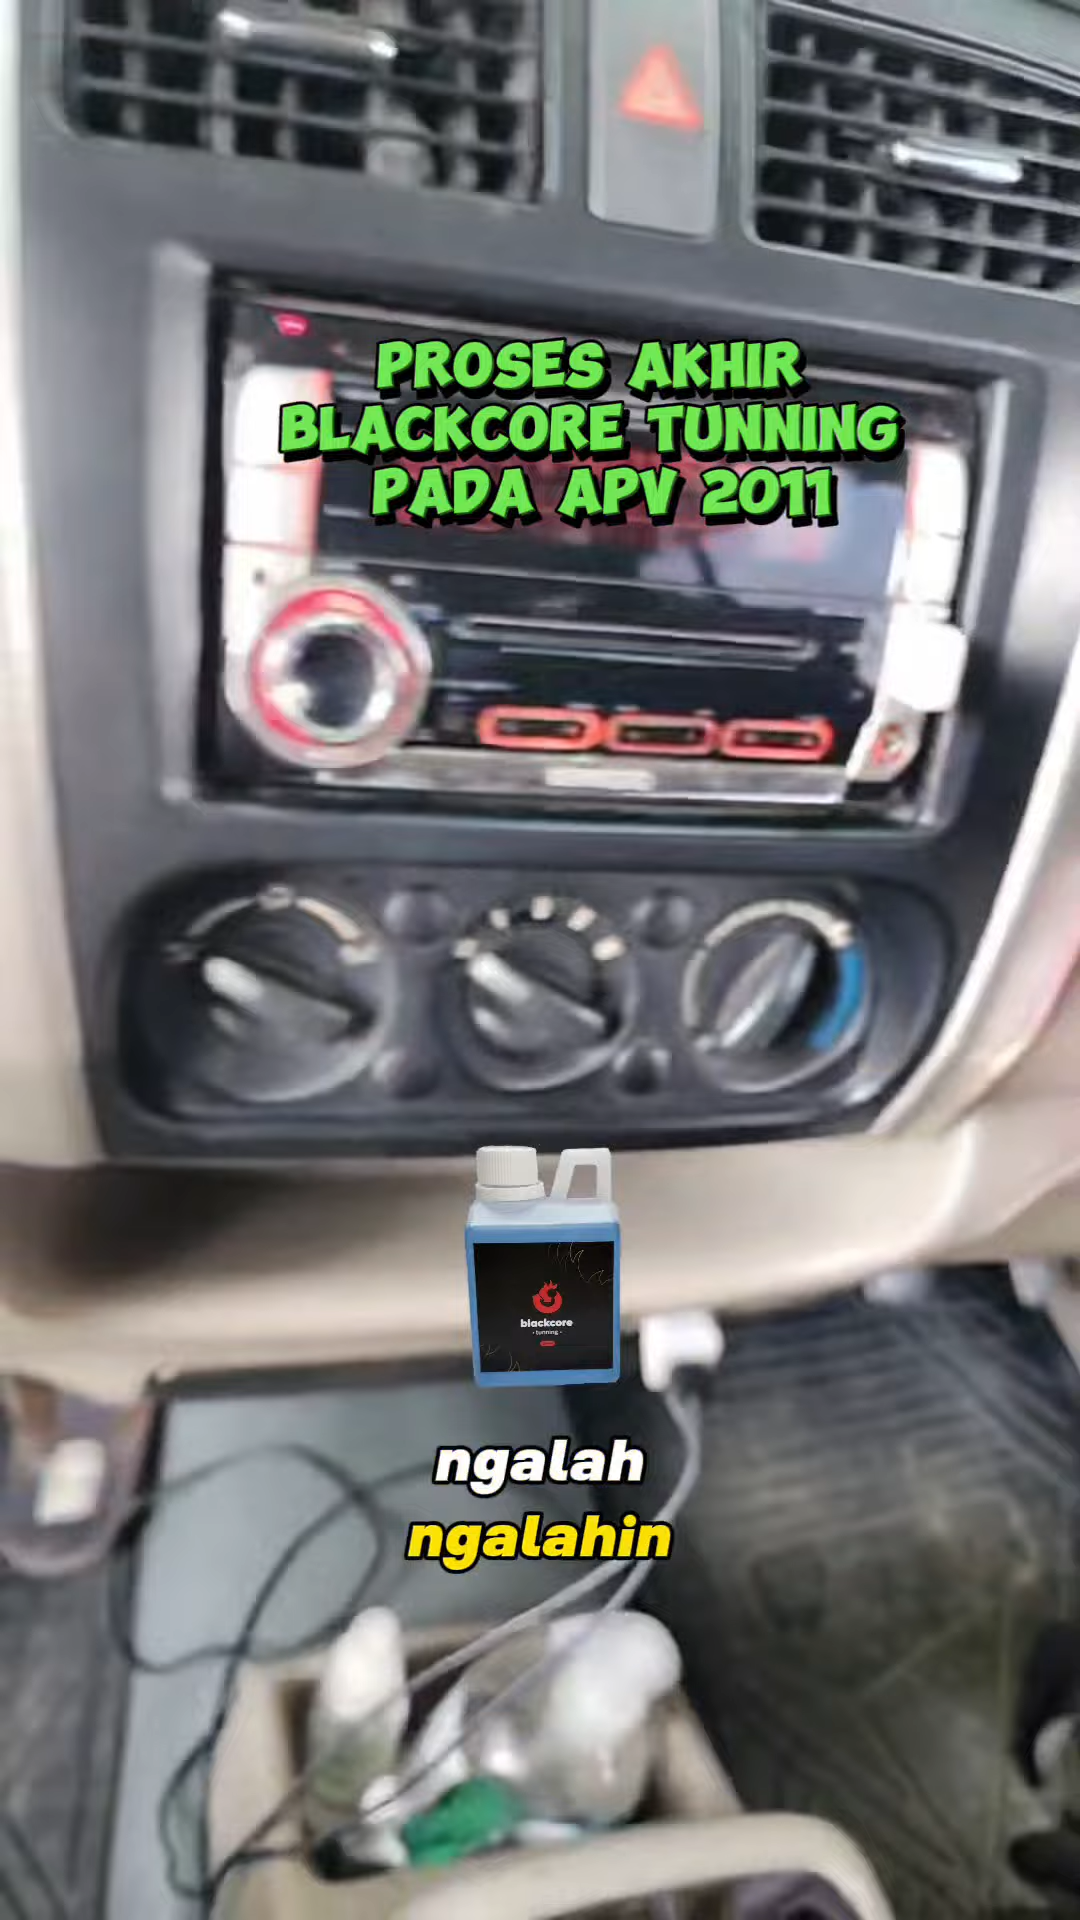 PROSES AKHIR
BLACKCORE TUNNING
PADA APV 2011
blackcore
- tunning -
ngalah
ngalahin